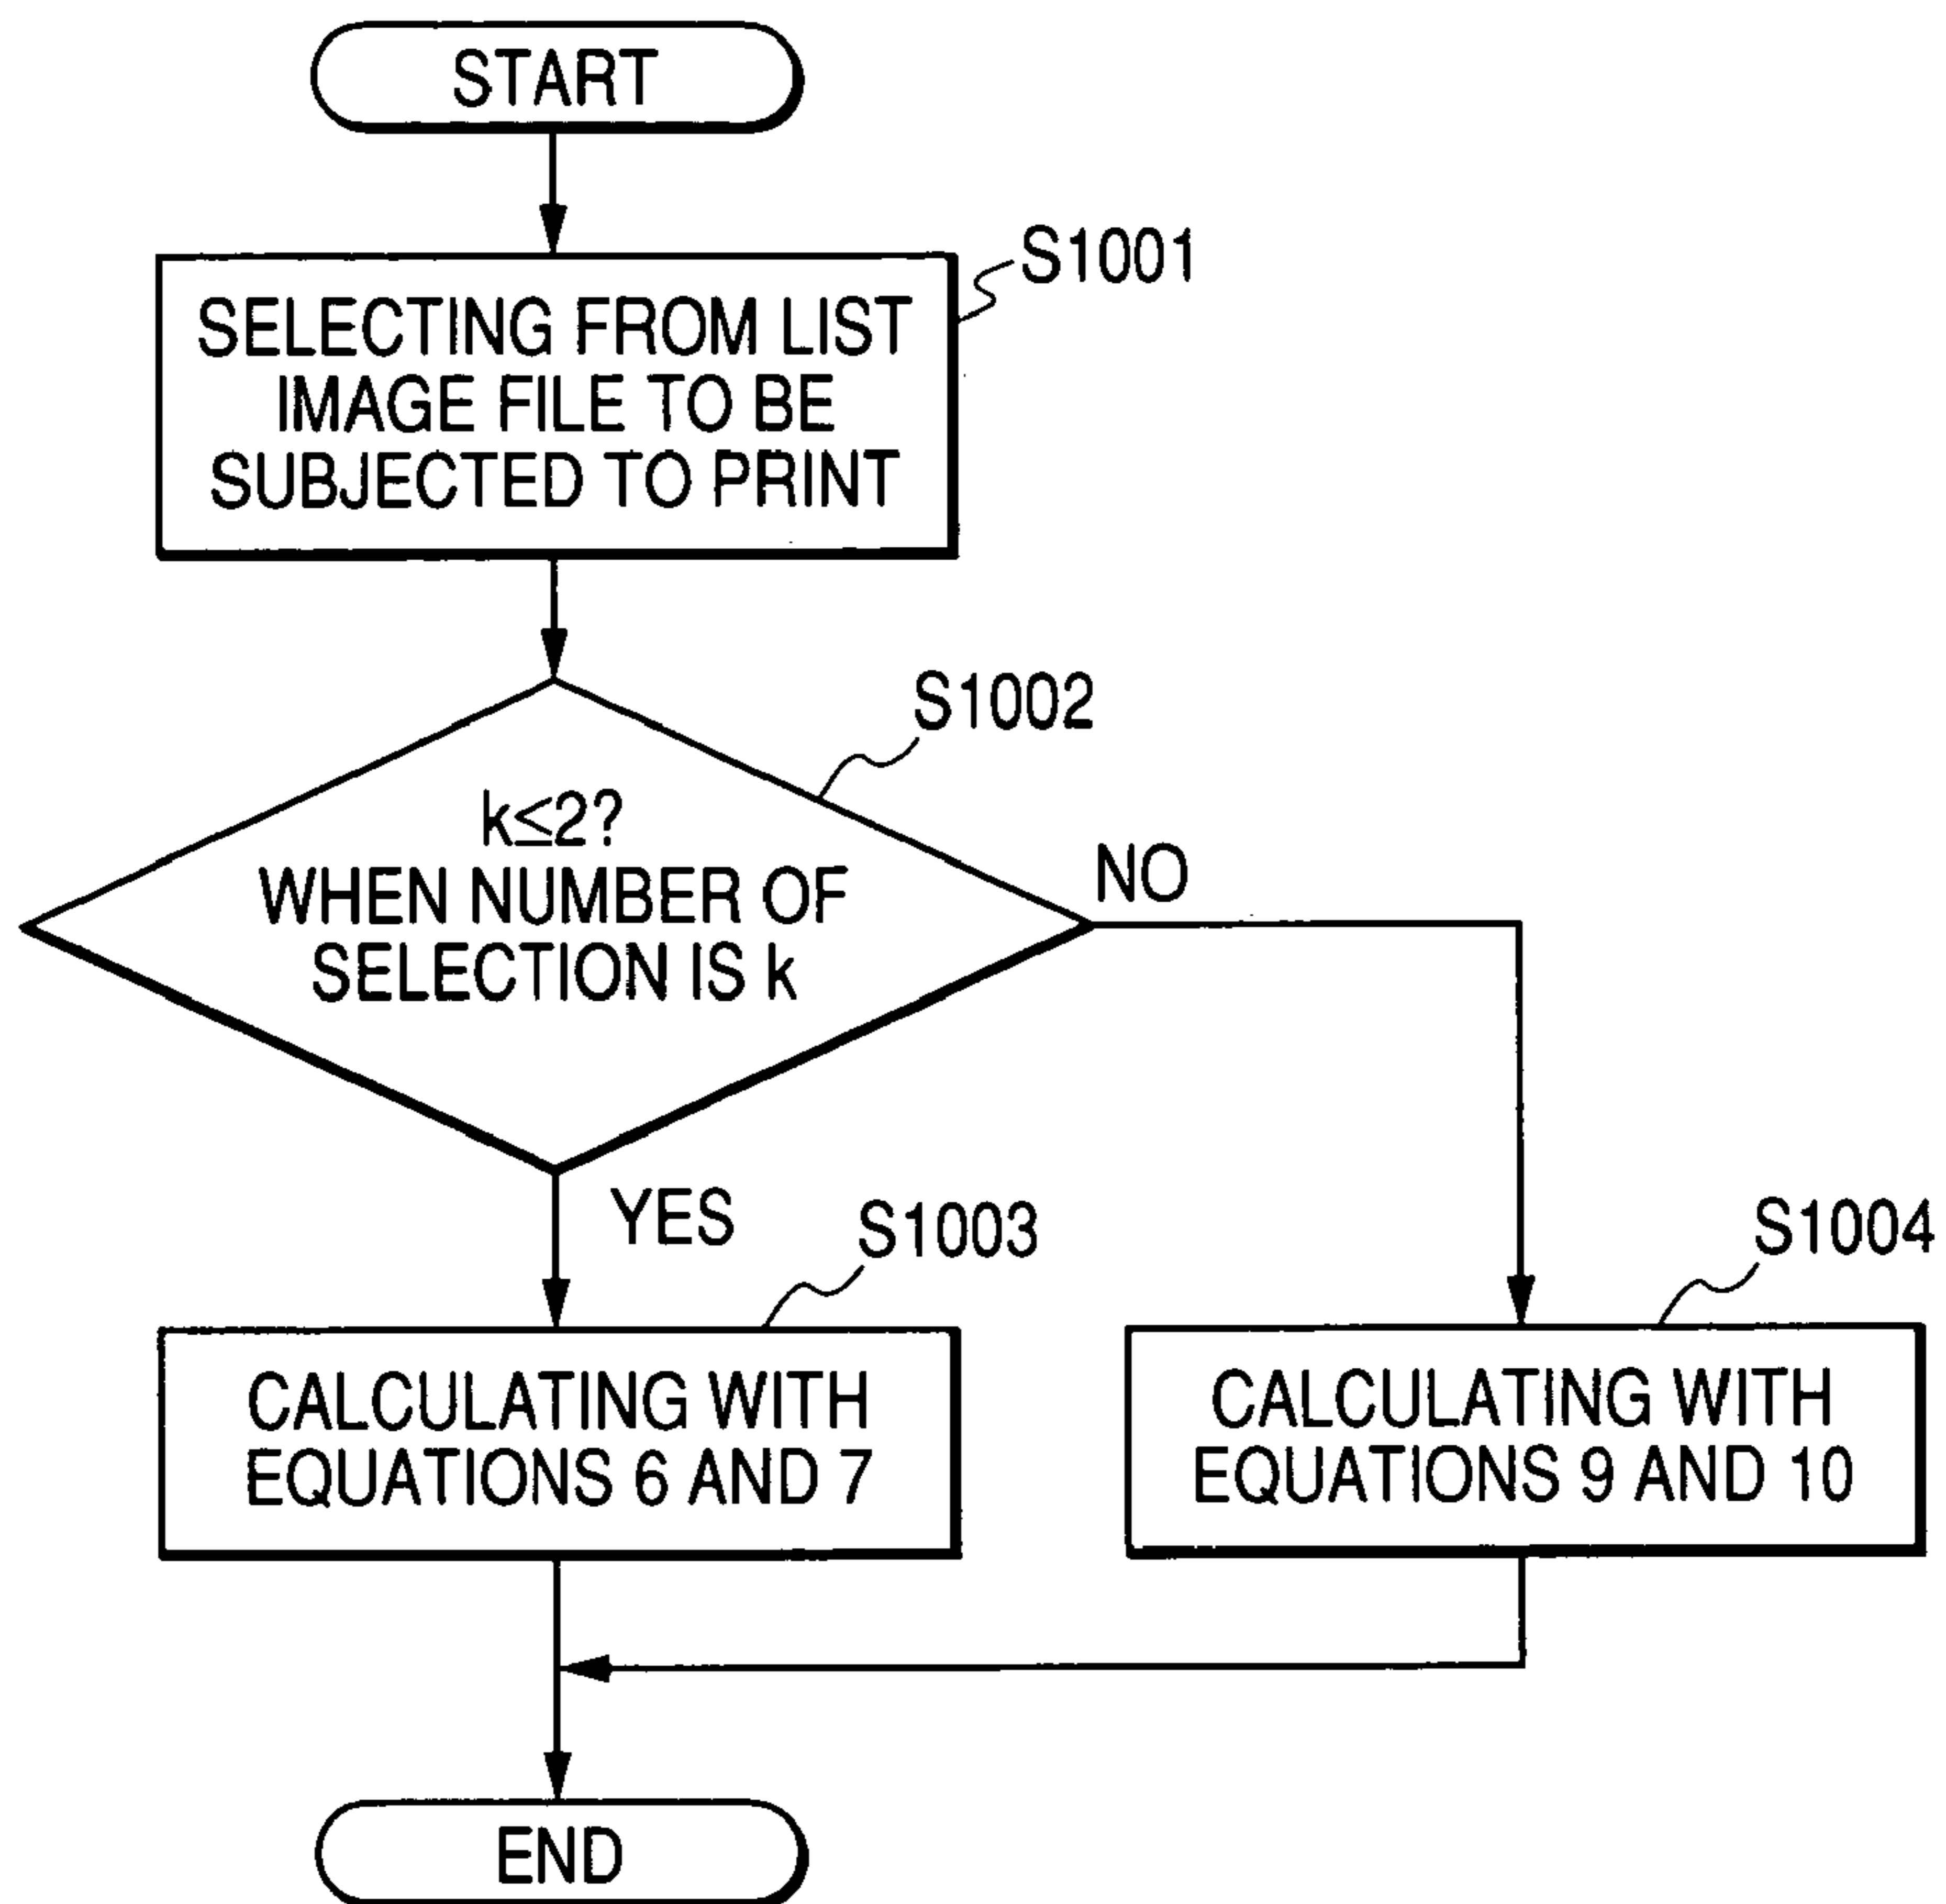 START
S1001
SELECTING FROM LIST
IMAGE FILE TO BE
SUBJECTED TO PRINT
S1002
k≤2?
WHEN NUMBER OF
SELECTION IS k
NO
YES
S1003
S1004
CALCULATING WITH
EQUATIONS 6 AND 7
CALCULATING WITH
EQUATIONS 9 AND 10
END